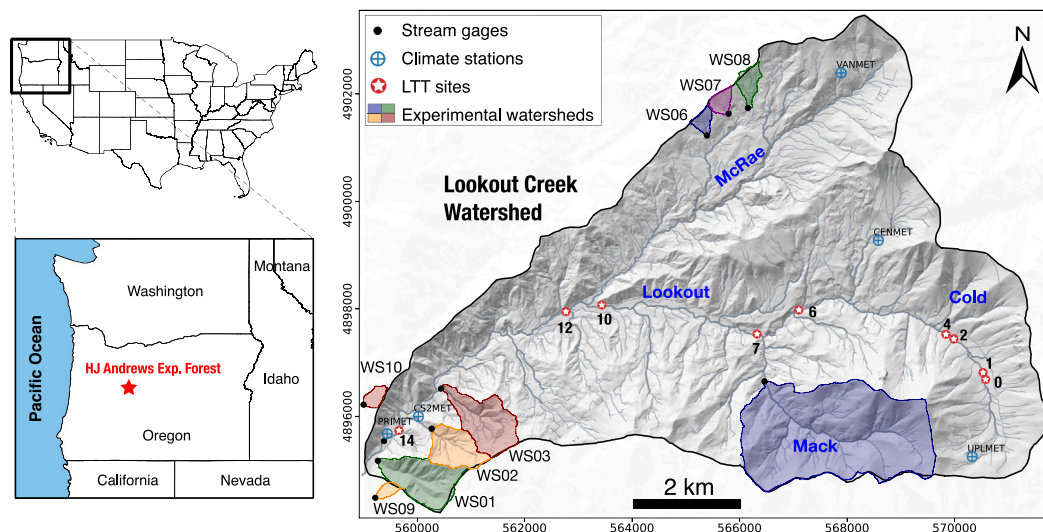 Stream gages
Climate stations
LTT sites
Experimental watersheds
N
WS08
WS07
WS06
VANMET
McRae
Lookout Creek
Watershed
CENMET
Lookout
Cold
12
10
7
6
4
2
1
0
WS10
CS2MET
PRIMET
14
WS03
WS02
WS01
WS09
Mack
UPLMET
2 km
4902000
4900000
4898000
4896000
560000
562000
564000
566000
568000
570000
Pacific Ocean
Washington
Montana
HJ Andrews Exp. Forest
Idaho
Oregon
California
Nevada